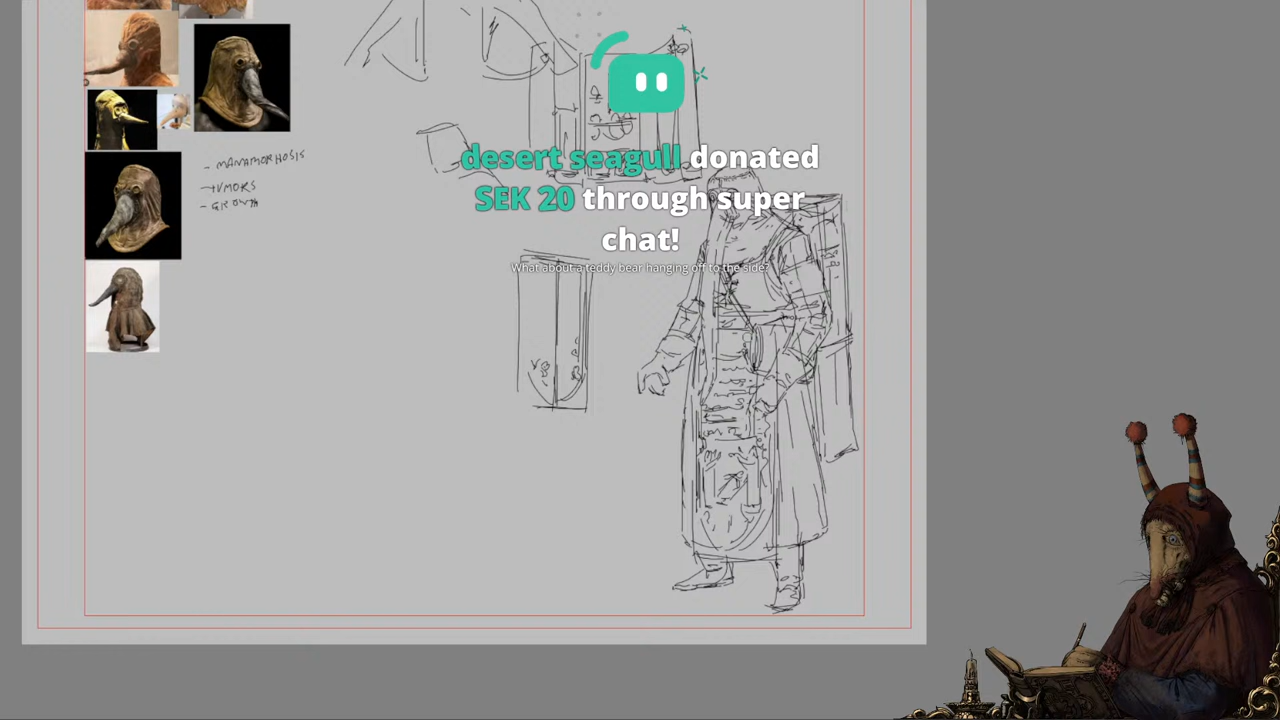 desert seagull donated
SEK 20 through super
chat!
What about a teddy bear hanging off to the side?
- MANAMORHOSIS
- TUMORS
- GROWTH